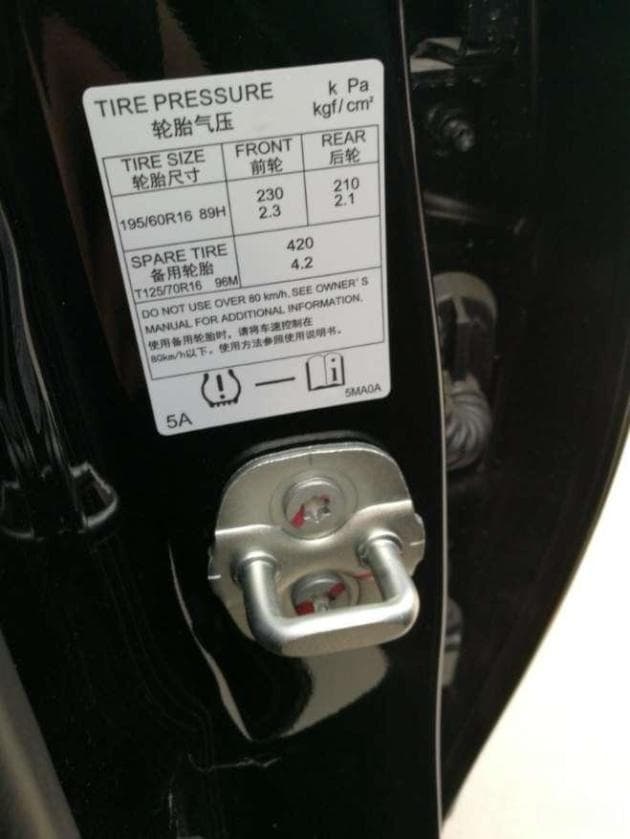 TIRE PRESSURE k Pa
轮胎气压 kgf/cm²
TIRE SIZE FRONT REAR
轮胎尺寸 前轮 后轮
195/60R16 89H 230 210
2.3 2.1
SPARE TIRE 420
备用轮胎 4.2
T125/70R16 96M
DO NOT USE OVER 80 km/h. SEE OWNER'S
MANUAL FOR ADDITIONAL INFORMATION.
使用备用轮胎时，请将车速控制在
80km/h以下。使用方法参照使用说明书。
5A 5MA0A